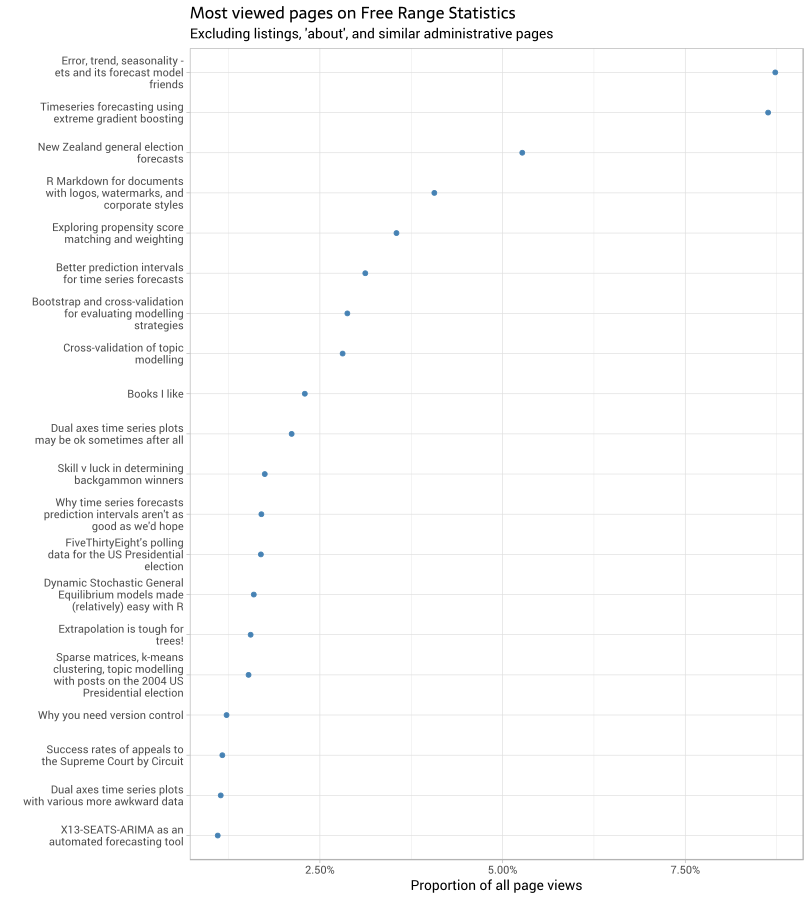 Most viewed pages on Free Range Statistics
Excluding listings, 'about', and similar administrative pages
Error, trend, seasonality -
ets and its forecast model
friends
Timeseries forecasting using
extreme gradient boosting
New Zealand general election
forecasts
R Markdown for documents
with logos, watermarks, and
corporate styles
Exploring propensity score
matching and weighting
Better prediction intervals
for time series forecasts
Bootstrap and cross-validation
for evaluating modelling
strategies
Cross-validation of topic
modelling
Books I like
Dual axes time series plots
may be ok sometimes after all
Skill v luck in determining
backgammon winners
Why time series forecasts
prediction intervals aren't as
good as we'd hope
FiveThirtyEight's polling
data for the US Presidential
election
Dynamic Stochastic General
Equilibrium models made
(relatively) easy with R
Extrapolation is tough for
trees!
Sparse matrices, k-means
clustering, topic modelling
with posts on the 2004 US
Presidential election
Why you need version control
Success rates of appeals to
the Supreme Court by Circuit
Dual axes time series plots
with various more awkward data
X13-SEATS-ARIMA as an
automated forecasting tool
2.50% 5.00% 7.50%
Proportion of all page views